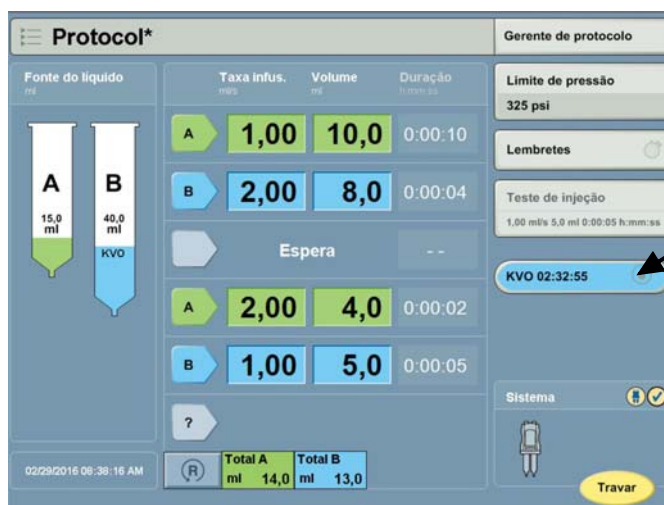 Protocol*
Gerente de protocolo
Fonte do líquido
ml
Taxa infus.
ml/s
Volume
ml
Duração
h:mm:ss
Limite de pressão
325 psi
A
1,00
10,0
0:00:10
Lembretes
A
15,0
ml
B
40,0
ml
KVO
B
2,00
8,0
0:00:04
Teste de injeção
1,00 ml/s 5,0 ml 0:00:05 h:mm:ss
Espera
- -
KVO 02:32:55
A
2,00
4,0
0:00:02
B
1,00
5,0
0:00:05
?
Sistema
02/29/2016 08:38:16 AM
R
Total A
ml 14,0
Total B
ml 13,0
Travar